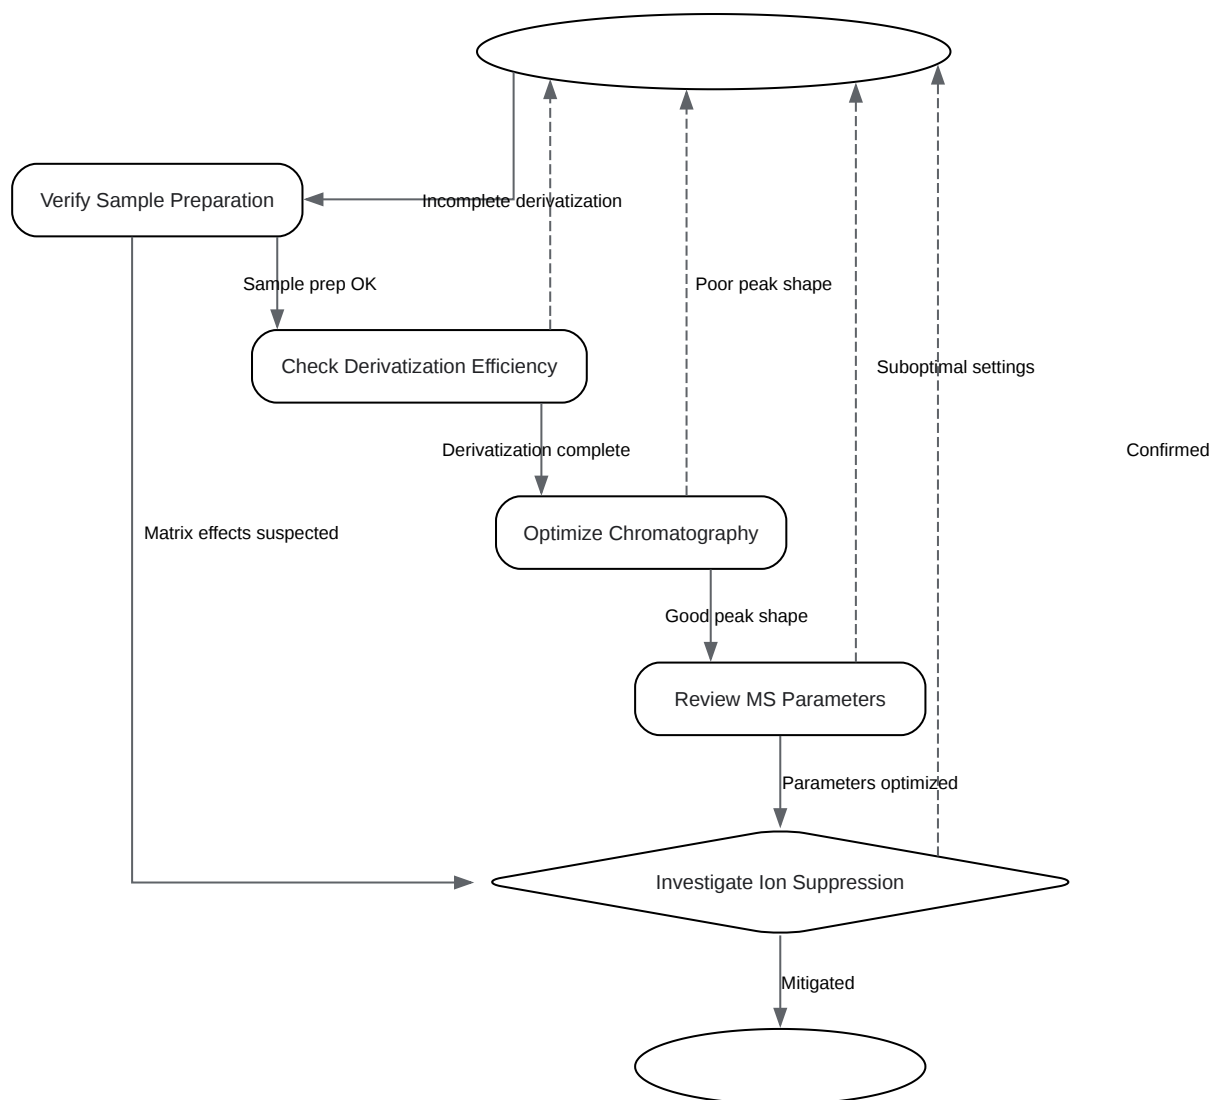 Verify Sample Preparation
Incomplete derivatization
Sample prep OK
Poor peak shape
Check Derivatization Efficiency
Suboptimal settings
Derivatization complete
Confirmed
Matrix effects suspected
Optimize Chromatography
Good peak shape
Review MS Parameters
Parameters optimized
Investigate Ion Suppression
Mitigated